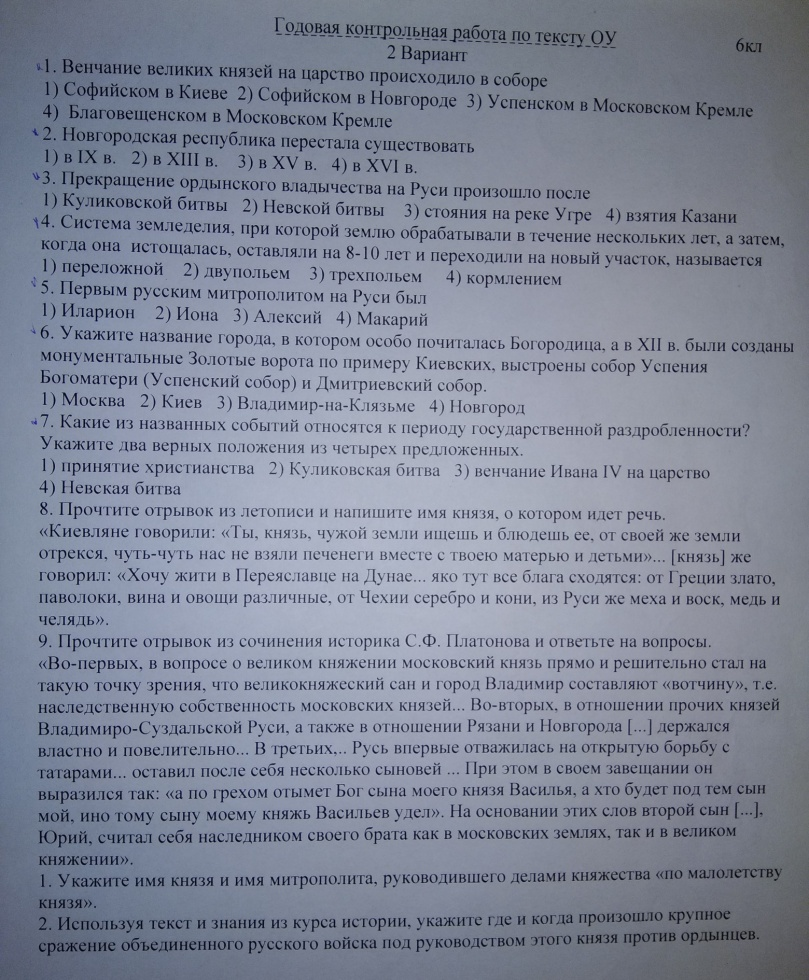 Годовая контрольная работа по тексту ОУ
6кл
2 Вариант
1. Венчание великих князей на царство происходило в соборе
1) Софийском в Киеве 2) Софийском в Новгороде 3) Успенском в Московском Кремле
4) Благовещенском в Московском Кремле
2. Новгородская республика перестала существовать
1) в IX в. 2) в XIII в. 3) в XV в. 4) в XVI в.
3. Прекращение ордынского владычества на Руси произошло после
1) Куликовской битвы 2) Невской битвы 3) стояния на реке Угре 4) взятия Казани
4. Система земледелия, при которой землю обрабатывали в течение нескольких лет, а затем,
когда она истощалась, оставляли на 8-10 лет и переходили на новый участок, называется
1) переложной 2) двупольем 3) трехпольем 4) кормлением
5. Первым русским митрополитом на Руси был
1) Иларион 2) Иона 3) Алексий 4) Макарий
6. Укажите название города, в котором особо почиталась Богородица, а в XII в. были созданы
монументальные Золотые ворота по примеру Киевских, выстроены собор Успения
Богоматери (Успенский собор) и Дмитриевский собор.
1) Москва 2) Киев 3) Владимир-на-Клязьме 4) Новгород
7. Какие из названных событий относятся к периоду государственной раздробленности?
Укажите два верных положения из четырех предложенных.
1) принятие христианства 2) Куликовская битва 3) венчание Ивана IV на царство
4) Невская битва
8. Прочтите отрывок из летописи и напишите имя князя, о котором идет речь.
«Киевляне говорили: «Ты, князь, чужой земли ищешь и блюдешь ее, от своей же земли
отрекся, чуть-чуть нас не взяли печенеги вместе с твоею матерью и детьми»... [князь] же
говорил: «Хочу жити в Переяславце на Дунае... яко тут все блага сходятся: от Греции злато,
паволоки, вина и овощи различные, от Чехии серебро и кони, из Руси же меха и воск, медь и
челядь».
9. Прочтите отрывок из сочинения историка С.Ф. Платонова и ответьте на вопросы.
«Во-первых, в вопросе о великом княжении московский князь прямо и решительно стал на
такую точку зрения, что великокняжеский сан и город Владимир составляют «вотчину», т.е.
наследственную собственность московских князей... Во-вторых, в отношении прочих князей
Владимиро-Суздальской Руси, а также в отношении Рязани и Новгорода [...] держался
властно и повелительно... В третьих,.. Русь впервые отважилась на открытую борьбу с
татарами... оставил после себя несколько сыновей ... При этом в своем завещании он
выразился так: «а по грехом отымет Бог сына моего князя Василья, а хто будет под тем сын
мой, ино тому сыну моему княжь Васильев удел». На основании этих слов второй сын [...],
Юрий, считал себя наследником своего брата как в московских землях, так и в великом
княжении».
1. Укажите имя князя и имя митрополита, руководившего делами княжества «по малолетству
князя».
2. Используя текст и знания из курса истории, укажите где и когда произошло крупное
сражение объединенного русского войска под руководством этого князя против ордынцев.